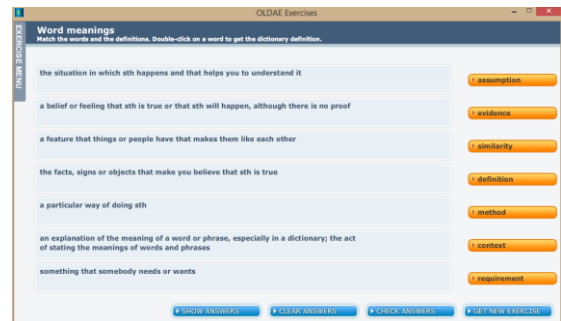 OLDAE Exercises
EXERCISE MENU
Word meanings
Match the words and the definitions. Double-click on a word to get the dictionary definition.
the situation in which sth happens and that helps you to understand it
assumption
a belief or feeling that sth is true or that sth will happen, although there is no proof
evidence
a feature that things or people have that makes them like each other
similarity
the facts, signs or objects that make you believe that sth is true
definition
a particular way of doing sth
method
an explanation of the meaning of a word or phrase, especially in a dictionary; the act
of stating the meanings of words and phrases
context
something that somebody needs or wants
requirement
SHOW ANSWERS
CLEAR ANSWERS
CHECK ANSWERS
GET NEW EXERCISE